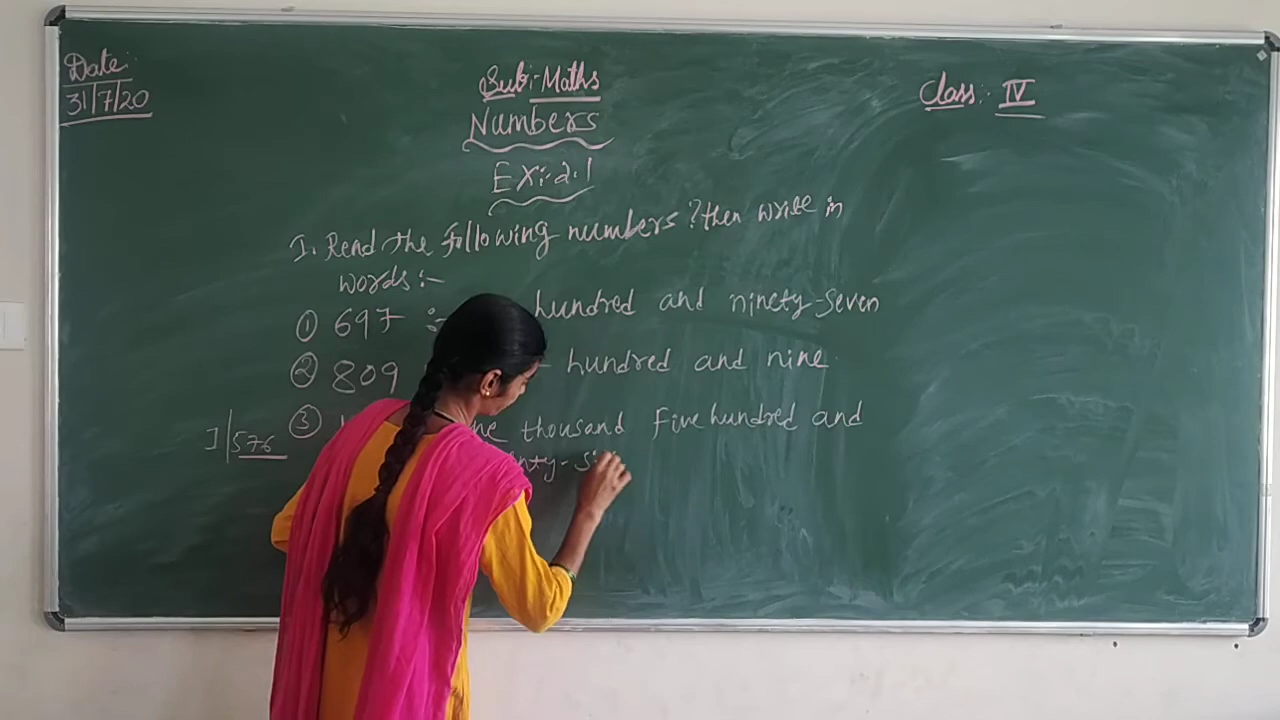 Date:
31/7/20
Sub:- Maths
Class: IV
Numbers
Ex:-2.1
I. Read the following numbers? then write in
words:-
① 697 :- hundred and ninety-seven
② 809 hundred and nine
③ thousand five hundred and
1/576